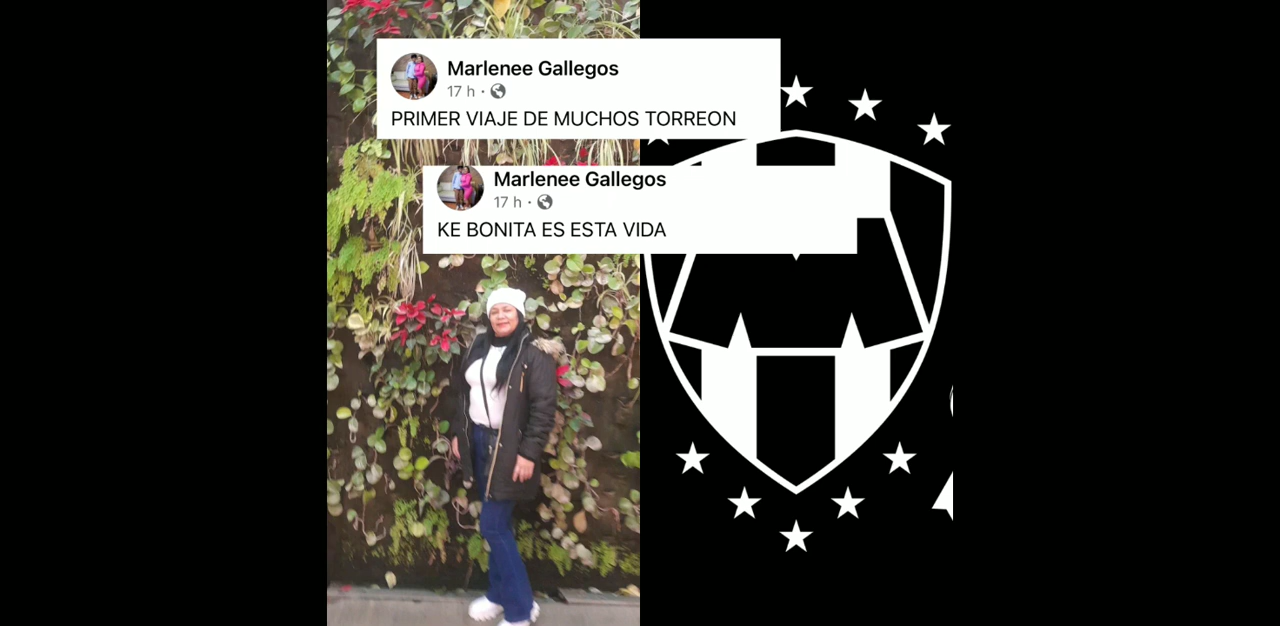 Marlenee Gallegos
17 h ·
PRIMER VIAJE DE MUCHOS TORREON
Marlenee Gallegos
17 h ·
KE BONITA ES ESTA VIDA